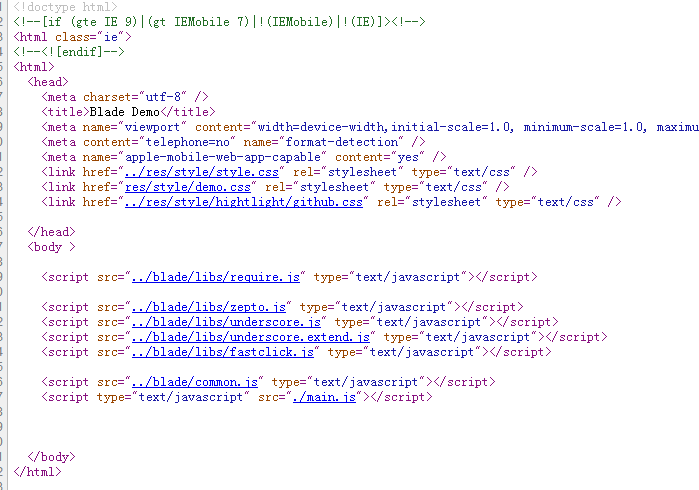 <!doctype html>
<!--[if (gte IE 9)|(gt IEMobile 7)|!(IEMobile)|!(IE)]><!-->
<html class="ie">
<!--<![endif]-->
<html>
<head>
<meta charset="utf-8" />
<title>Blade Demo</title>
<meta name="viewport" content="width=device-width,initial-scale=1.0, minimum-scale=1.0, maximu
<meta content="telephone=no" name="format-detection" />
<meta name="apple-mobile-web-app-capable" content="yes" />
<link href="../res/style/style.css" rel="stylesheet" type="text/css" />
<link href="res/style/demo.css" rel="stylesheet" type="text/css" />
<link href="../res/style/hightlight/github.css" rel="stylesheet" type="text/css" />
</head>
<body >
<script src="../blade/libs/require.js" type="text/javascript"></script>
<script src="../blade/libs/zepto.js" type="text/javascript"></script>
<script src="../blade/libs/underscore.js" type="text/javascript"></script>
<script src="../blade/libs/underscore.extend.js" type="text/javascript"></script>
<script src="../blade/libs/fastclick.js" type="text/javascript"></script>
<script src="../blade/common.js" type="text/javascript"></script>
<script type="text/javascript" src="./main.js"></script>
</body>
</html>